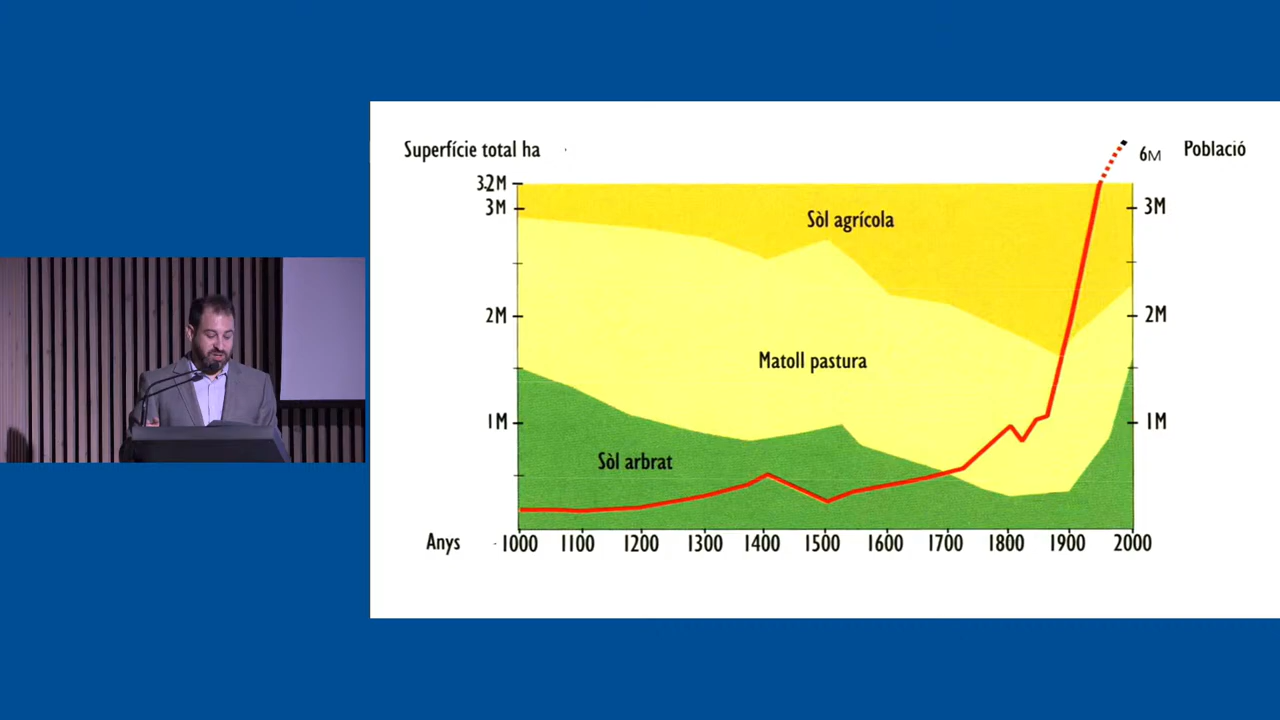 Superfície total ha
6M Població
3.2M
3M
Sòl agrícola
3M
2M
2M
Matoll pastura
1M
1M
Sòl arbrat
Anys
1000 1100 1200 1300 1400 1500 1600 1700 1800 1900 2000